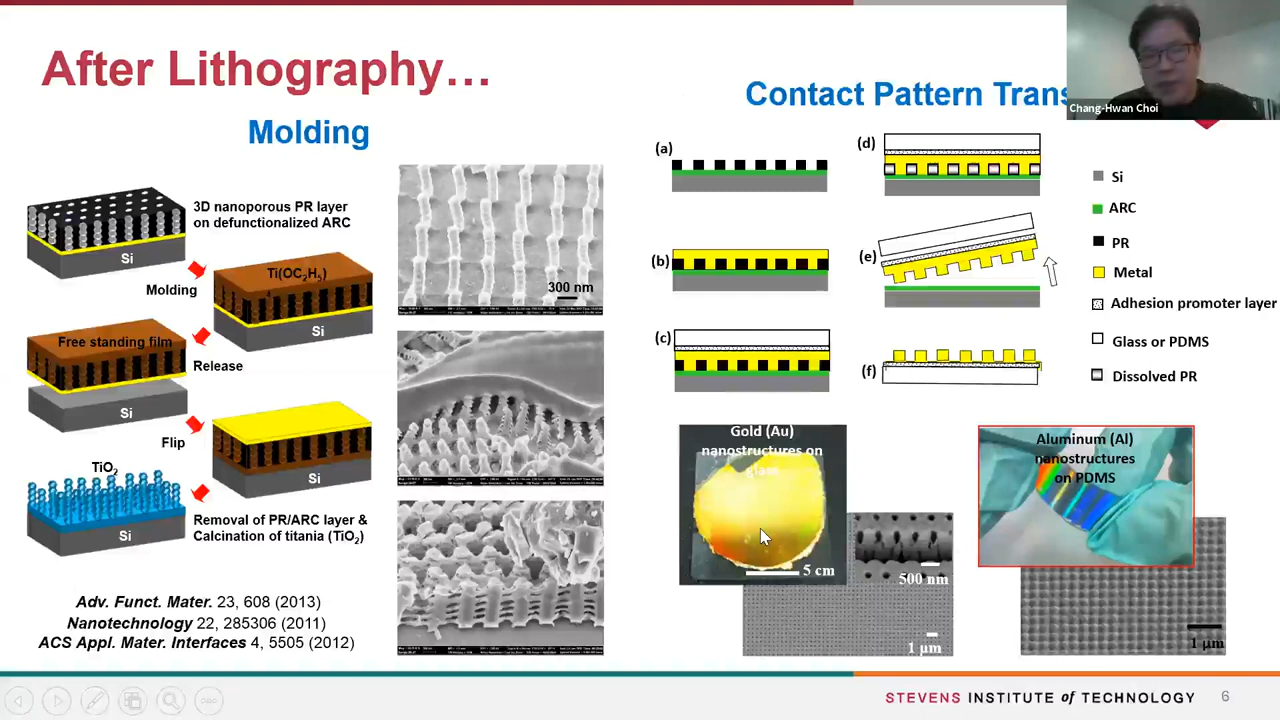 After Lithography…
Chang-Hwan Choi
Molding
3D nanoporous PR layer
on defunctionalized ARC
Si
Molding
Ti(OC2H5)
Si
Free standing film
Release
Si
Flip
Si
TiO2
Si
Removal of PR/ARC layer &
Calcination of titania (TiO2)
300 nm
Adv. Funct. Mater. 23, 608 (2013)
Nanotechnology 22, 285306 (2011)
ACS Appl. Mater. Interfaces 4, 5505 (2012)
Contact Pattern Trans
(a)
(b)
(c)
(d)
(e)
(f)
Si
ARC
PR
Metal
Adhesion promoter layer
Glass or PDMS
Dissolved PR
Gold (Au)
nanostructures on
glass
5 cm
500 nm
1 µm
Aluminum (Al)
nanostructures
on PDMS
1 µm
STEVENS INSTITUTE of TECHNOLOGY
6